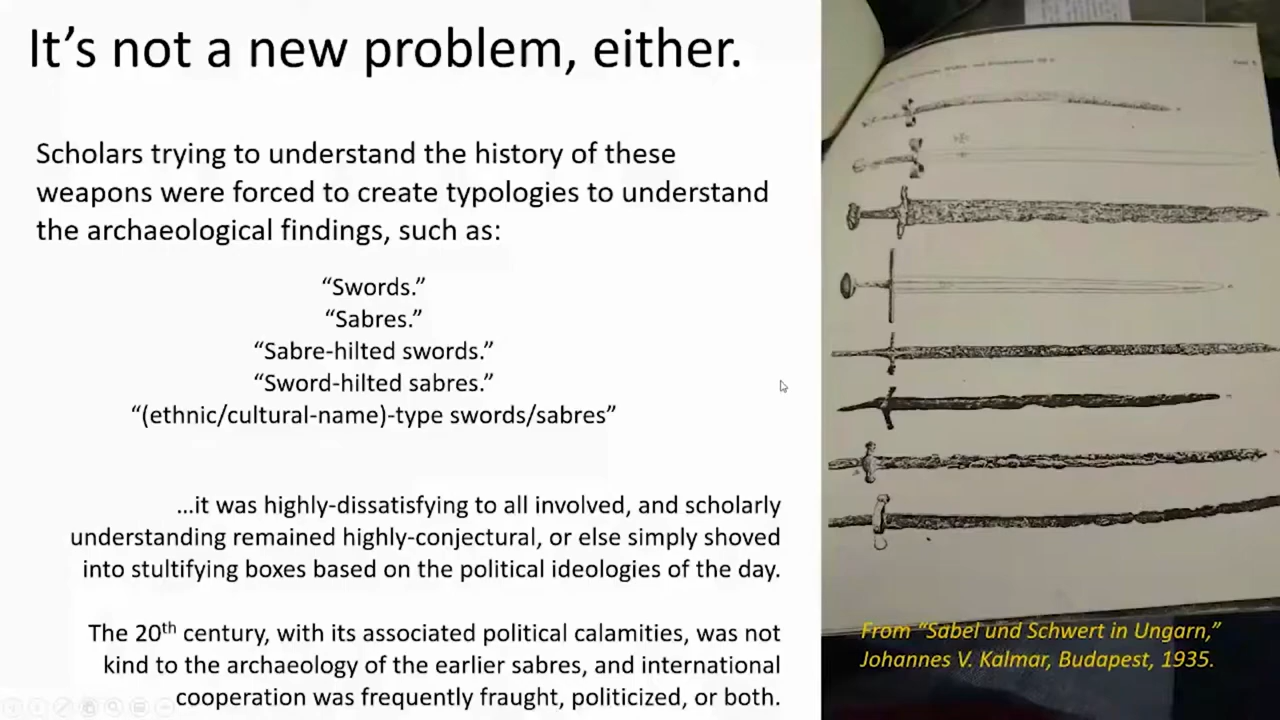 It’s not a new problem, either.
Scholars trying to understand the history of these
weapons were forced to create typologies to understand
the archaeological findings, such as:
“Swords.”
“Sabres.”
“Sabre-hilted swords.”
“Sword-hilted sabres.”
“(ethnic/cultural-name)-type swords/sabres”
...it was highly-dissatisfying to all involved, and scholarly
understanding remained highly-conjectural, or else simply shoved
into stultifying boxes based on the political ideologies of the day.
The 20th century, with its associated political calamities, was not
kind to the archaeology of the earlier sabres, and international
cooperation was frequently fraught, politicized, or both.
From “Sabel und Schwert in Ungarn,”
Johannes V. Kalmar, Budapest, 1935.